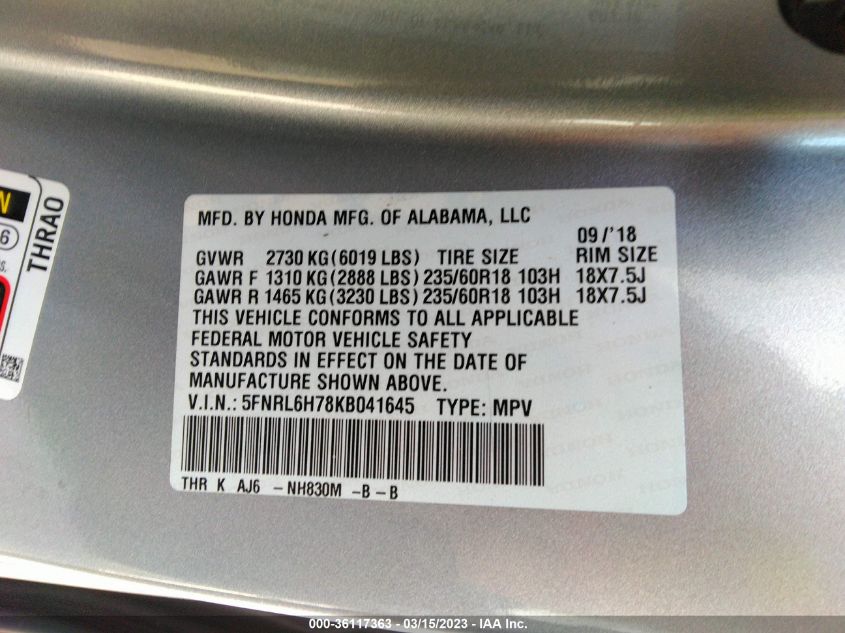 MFD. BY HONDA MFG. OF ALABAMA, LLC
09/'18
GVWR 2730 KG(6019 LBS) TIRE SIZE RIM SIZE
GAWR F 1310 KG(2888 LBS) 235/60R18 103H 18X7.5J
GAWR R 1465 KG(3230 LBS) 235/60R18 103H 18X7.5J
THIS VEHICLE CONFORMS TO ALL APPLICABLE
FEDERAL MOTOR VEHICLE SAFETY
STANDARDS IN EFFECT ON THE DATE OF
MANUFACTURE SHOWN ABOVE.
V.I.N.: 5FNRL6H78KB041645 TYPE: MPV
THR K AJ6 -NH830M -B-B
THRA0
N
6
S.
000 - 36117363 - 03/15/2023 - IAA Inc.